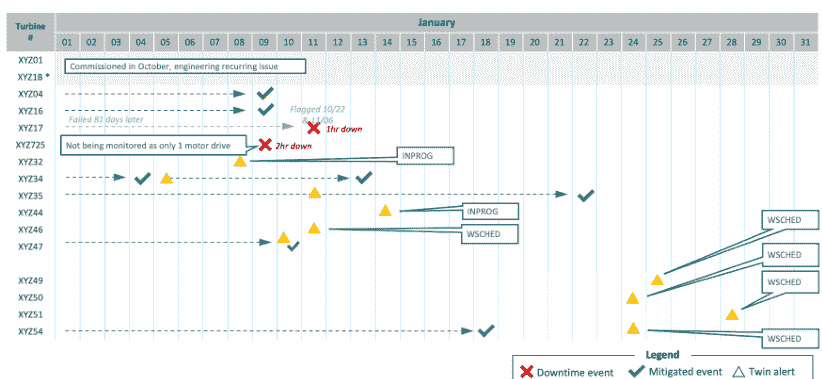 January
Turbine
#
01 02 03 04 05 06 07 08 09 10 11 12 13 14 15 16 17 18 19 20 21 22 23 24 25 26 27 28 29 30 31
XYZ01
Commissioned in October, engineering recurring issue
XYZ1B *
XYZ04
XYZ16
Failed 81 days later
Flagged 10/22
& 11/06
XYZ17
1hr down
XYZ725
Not being monitored as only 1 motor drive
2hr down
XYZ32
INPROG
XYZ34
XYZ35
XYZ44
INPROG
XYZ46
WSCHED
XYZ47
WSCHED
WSCHED
XYZ49
WSCHED
XYZ50
XYZ51
XYZ54
WSCHED
Legend
Downtime event
Mitigated event
Twin alert